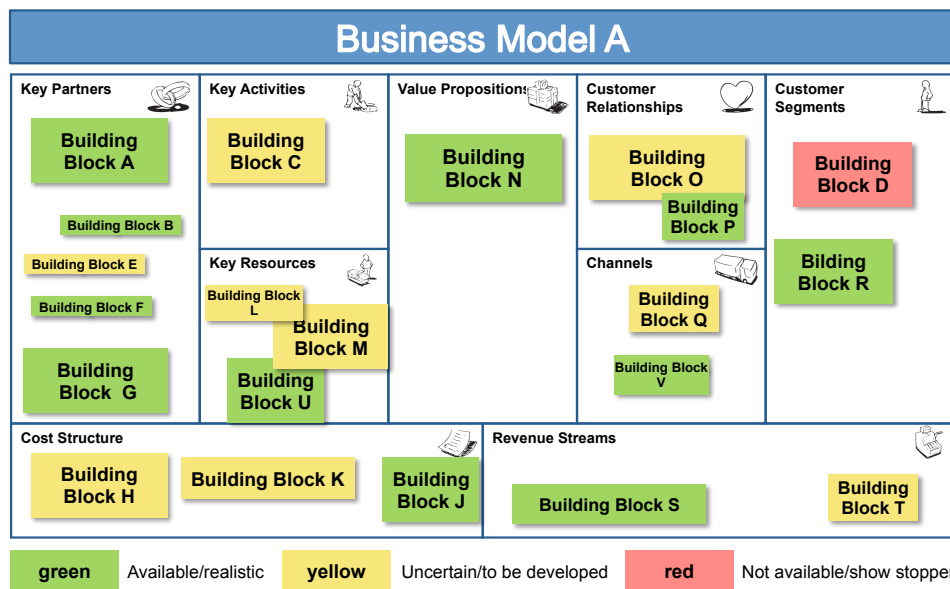 Business Model A
Key Partners
Building
Block A
Building Block B
Building Block E
Building Block F
Building
Block G
Key Activities
Building
Block C
Key Resources
Building Block
L
Building
Block M
Building
Block U
Value Propositions
Building
Block N
Customer
Relationships
Building
Block O
Building
Block P
Channels
Building
Block Q
Building Block
V
Customer
Segments
Building
Block D
Bilding
Block R
Cost Structure
Building
Block H
Building Block K
Building
Block J
Revenue Streams
Building Block S
Building
Block T
green
Available/realistic
yellow
Uncertain/to be developed
red
Not available/show stopper